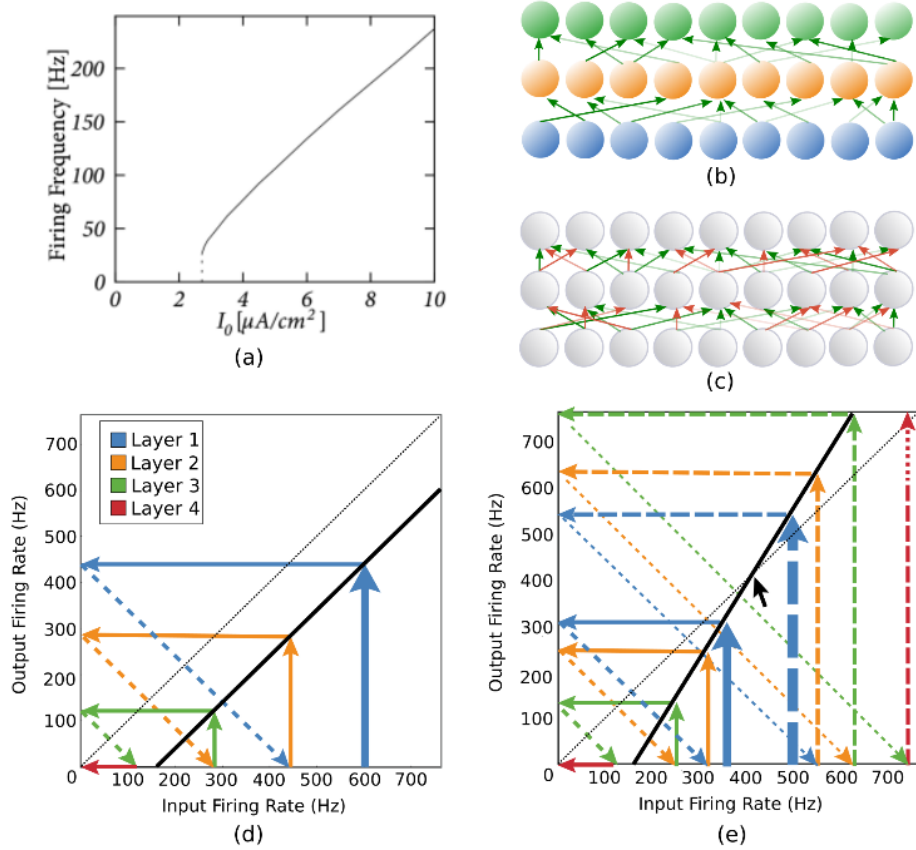 Firing Frequency [Hz]
200
150
100
50
0
0 2 4 6 8 10
I₀ [µA/cm²]
(a)
(b)
(c)
Output Firing Rate (Hz)
700
600
500
400
300
200
100
0
Layer 1
Layer 2
Layer 3
Layer 4
0 100 200 300 400 500 600 700
Input Firing Rate (Hz)
(d)
Output Firing Rate (Hz)
700
600
500
400
300
200
100
0
0 100 200 300 400 500 600 700
Input Firing Rate (Hz)
(e)